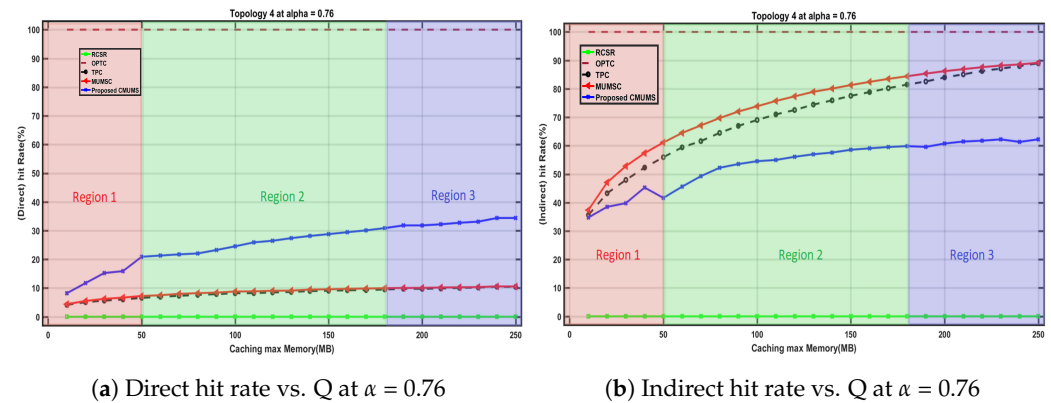 Topology 4 at alpha = 0.76
(Direct) hit Rate(%)
100
90
80
70
60
50
40
30
20
10
0
RCSR
OPTC
TPC
MUMSC
Proposed CMUMS
Region 1
Region 2
Region 3
0 50 100 150 200 250
Caching max Memory(MB)
(a) Direct hit rate vs. Q at α = 0.76
Topology 4 at alpha = 0.76
(Indirect) hit Rate(%)
100
90
80
70
60
50
40
30
20
10
0
RCSR
OPTC
TPC
MUMSC
Proposed CMUMS
Region 1
Region 2
Region 3
0 50 100 150 200 250
Caching max Memory(MB)
(b) Indirect hit rate vs. Q at α = 0.76